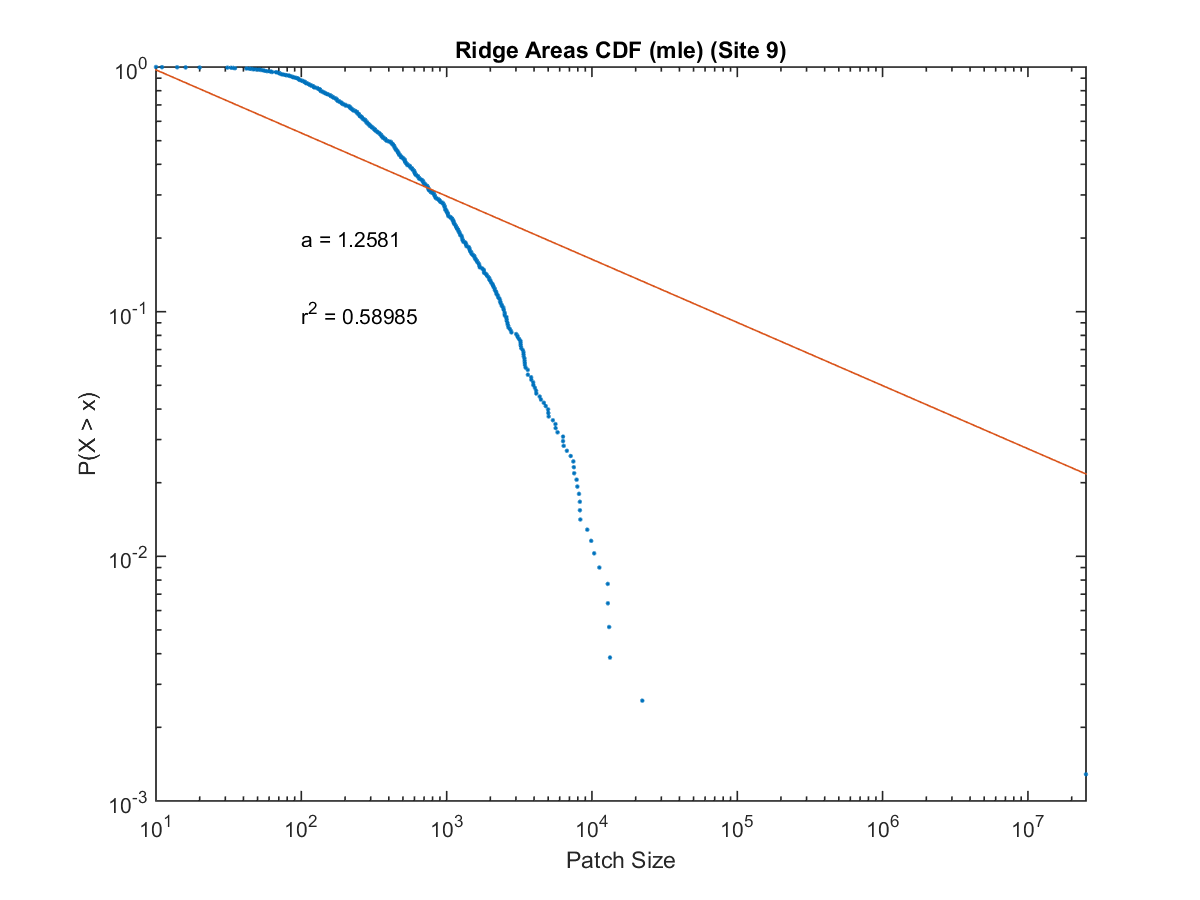 Ridge Areas CDF (mle) (Site 9)
10^0
10^-1
10^-2
10^-3
P(X > x)
a = 1.2581
r^2 = 0.58985
10^1 10^2 10^3 10^4 10^5 10^6 10^7
Patch Size